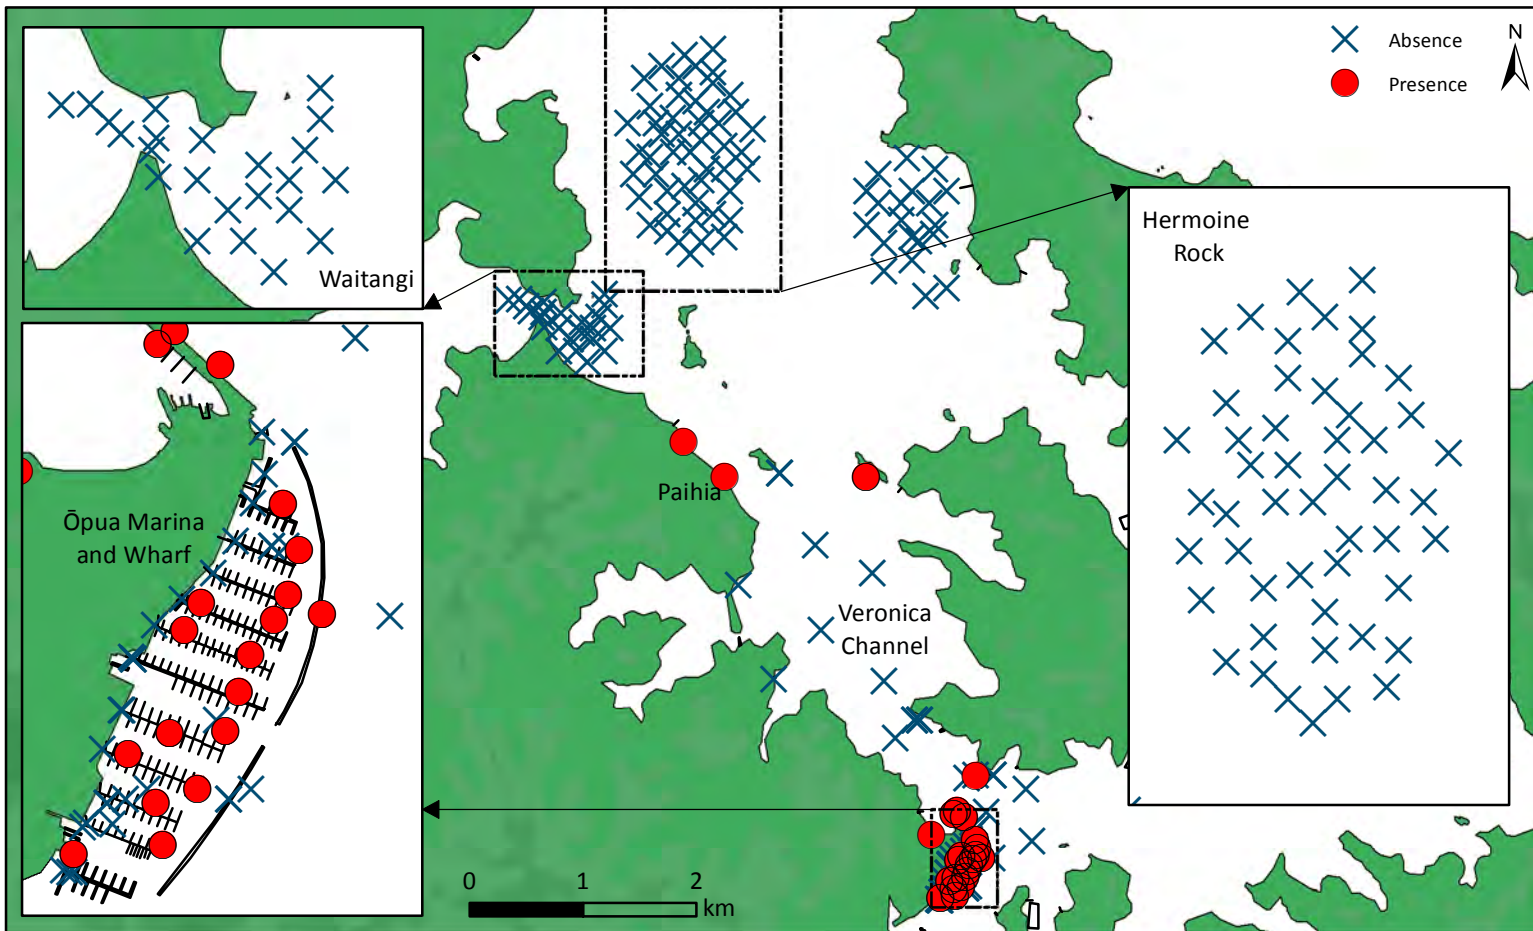 Absence
Presence
N
Waitangi
Hermoine
Rock
Ōpua Marina
and Wharf
Paihia
Veronica
Channel
0 1 2
km